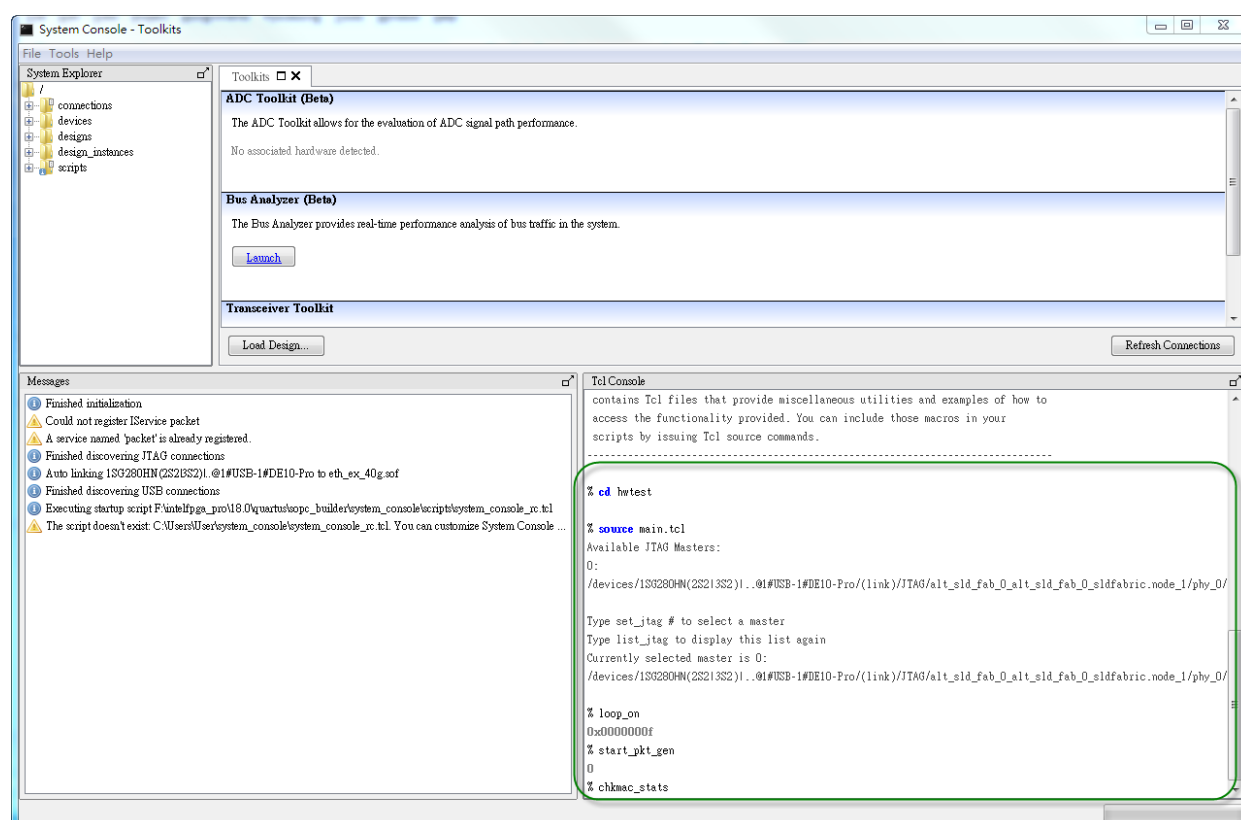 System Console - Toolkits
File Tools Help
System Explorer
/
connections
devices
designs
design_instances
scripts
Toolkits
ADC Toolkit (Beta)
The ADC Toolkit allows for the evaluation of ADC signal path performance.
No associated hardware detected.
Bus Analyzer (Beta)
The Bus Analyzer provides real-time performance analysis of bus traffic in the system.
Launch
Transceiver Toolkit
Load Design...
Refresh Connections
Messages
Finished initialization
Could not register IService packet
A service named 'packet' is already registered.
Finished discovering JTAG connections
Auto linking 1SG280HN(2S2|3S2)|..@1#USB-1#DE10-Pro to eth_ex_40g.sof
Finished discovering USB connections
Executing startup script F:\intelfpga_pro\18.0\quartus\sopc_builder\system_console\scripts\system_console_rc.tcl
The script doesn't exist: C:\Users\User\system_console\system_console_rc.tcl. You can customize System Console ...
Tcl Console
contains Tcl files that provide miscellaneous utilities and examples of how to
access the functionality provided. You can include those macros in your
scripts by issuing Tcl source commands.
-----------------------------------------------------------------------
% cd hwtest
% source main.tcl
Available JTAG Masters:
0:
/devices/1SG280HN(2S2|3S2)|..@1#USB-1#DE10-Pro/(link)/JTAG/alt_sld_fab_0_alt_sld_fab_0_sldfabric.node_1/phy_0/
Type set_jtag # to select a master
Type list_jtag to display this list again
Currently selected master is 0:
/devices/1SG280HN(2S2|3S2)|..@1#USB-1#DE10-Pro/(link)/JTAG/alt_sld_fab_0_alt_sld_fab_0_sldfabric.node_1/phy_0/
% loop_on
0x0000000f
% start_pkt_gen
0
% chkmac_stats